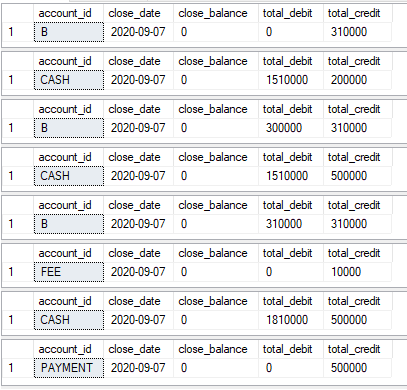 account_id close_date close_balance total_debit total_credit
1 B 2020-09-07 0 0 310000
account_id close_date close_balance total_debit total_credit
1 CASH 2020-09-07 0 1510000 200000
account_id close_date close_balance total_debit total_credit
1 B 2020-09-07 0 300000 310000
account_id close_date close_balance total_debit total_credit
1 CASH 2020-09-07 0 1510000 500000
account_id close_date close_balance total_debit total_credit
1 B 2020-09-07 0 310000 310000
account_id close_date close_balance total_debit total_credit
1 FEE 2020-09-07 0 0 10000
account_id close_date close_balance total_debit total_credit
1 CASH 2020-09-07 0 1810000 500000
account_id close_date close_balance total_debit total_credit
1 PAYMENT 2020-09-07 0 0 500000